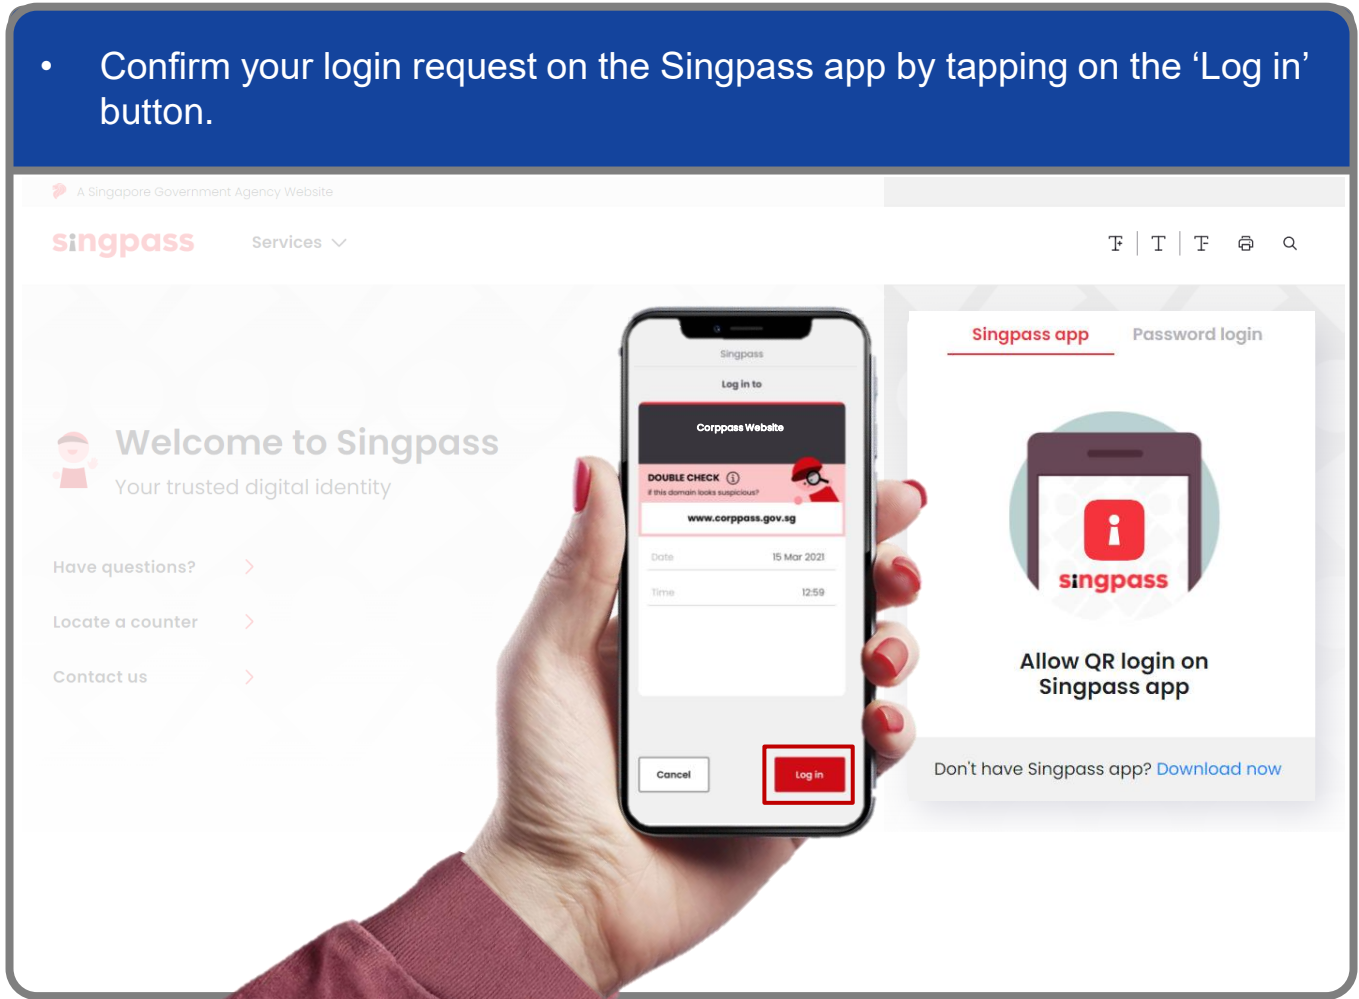 • Confirm your login request on the Singpass app by tapping on the ‘Log in’
button.
A Singapore Government Agency Website
singpass
Services
T+ | T | T-
Welcome to Singpass
Your trusted digital identity
Have questions?
Locate a counter
Contact us
Singpass
Log in to
Corppass Website
DOUBLE CHECK
If this domain looks suspicious?
www.corppass.gov.sg
Date 15 Mar 2021
Time 12:59
Cancel Log in
Singpass app Password login
singpass
Allow QR login on
Singpass app
Don't have Singpass app? Download now